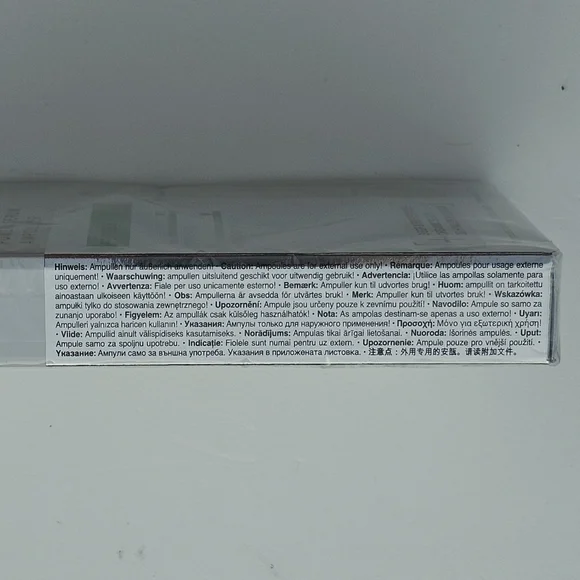 Hinweis: Ampullen nur äußerlich anwenden! • Caution: Ampoules are for external use only! • Remarque: Ampoules pour usage externe
uniquement! • Waarschuwing: ampullen uitsluitend geschikt voor uitwendig gebruik! • Advertencia: ¡Utilice las ampollas solamente para
uso externo! • Avvertenza: Fiale per uso unicamente esterno! • Bemærk: Ampuller kun til udvortes brug! • Huom: ampullit on tarkoitettu
ainoastaan ulkoiseen käyttöön! • Obs: Ampullerna är avsedda för utvärtes bruk! • Merk: Ampuller kun til utvortes bruk! • Wskazówka:
ampułki tylko do stosowania zewnętrznego! • Upozornění: Ampule jsou určeny pouze k zevnímu použití! • Navodilo: Ampule so samo za
zunanjo uporabo! • Figyelem: Az ampullák csak külsőleg használhatók! • Nota: As ampolas destinam-se apenas a uso externo! • Uyarı:
Ampulleri yalnızca haricen kullanın! • Указания: Ампулы только для наружного применения! • Προσοχή: Μόνο για εξωτερική χρήση!
• Viide: Ampullid ainult välispidiseks kasutamiseks. • Norādījums: Ampulas tikai ārīgai lietošanai. • Nuoroda: Išorinės ampulės. • Uput:
Ampule samo za spoljnu upotrebu. • Indicație: Fiolele sunt numai pentru uz extern. • Upozornenie: Ampule pouze pro vnější použití. •
Указание: Ампули само за външна употреба. Указания в приложената листовка. • 注意点：外用专用的安瓿。请读附加文件。